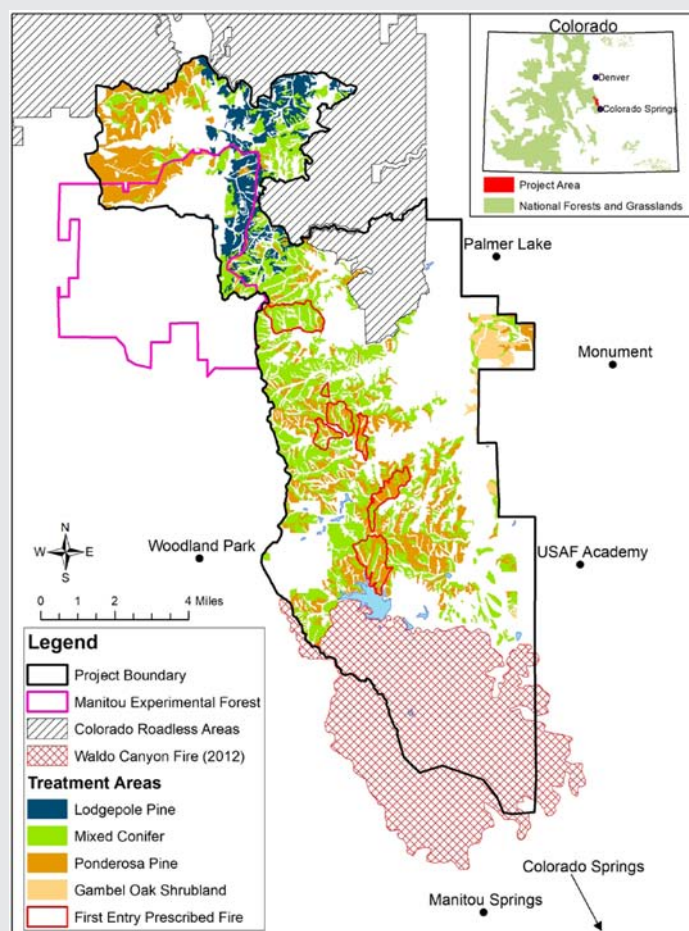 Colorado
Denver
Colorado Springs
Project Area
National Forests and Grasslands
Palmer Lake
Monument
N
W E
S
Woodland Park
USAF Academy
0 2 4 Miles
Legend
Project Boundary
Manitou Experimental Forest
Colorado Roadless Areas
Waldo Canyon Fire (2012)
Treatment Areas
Lodgepole Pine
Mixed Conifer
Ponderosa Pine
Gambel Oak Shrubland
First Entry Prescribed Fire
Colorado Springs
Manitou Springs